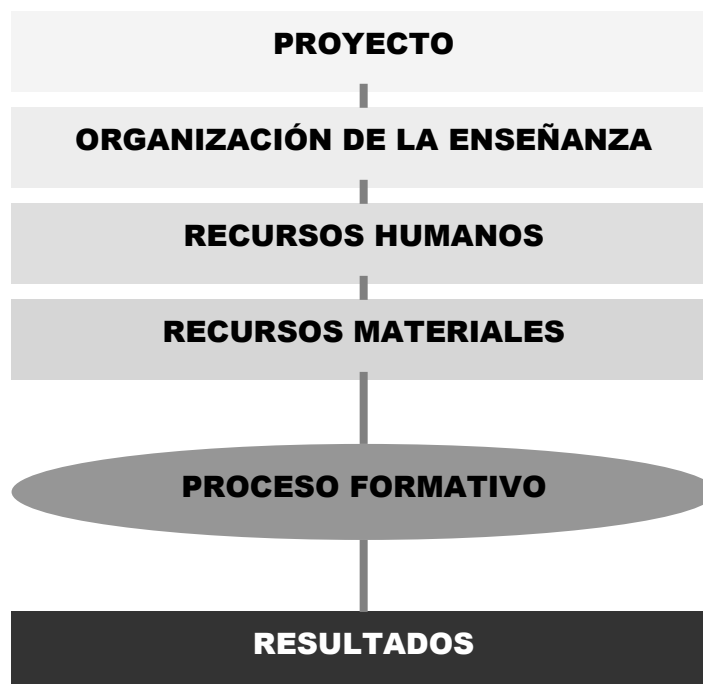 PROYECTO
ORGANIZACIÓN DE LA ENSEÑANZA
RECURSOS HUMANOS
RECURSOS MATERIALES
PROCESO FORMATIVO
RESULTADOS